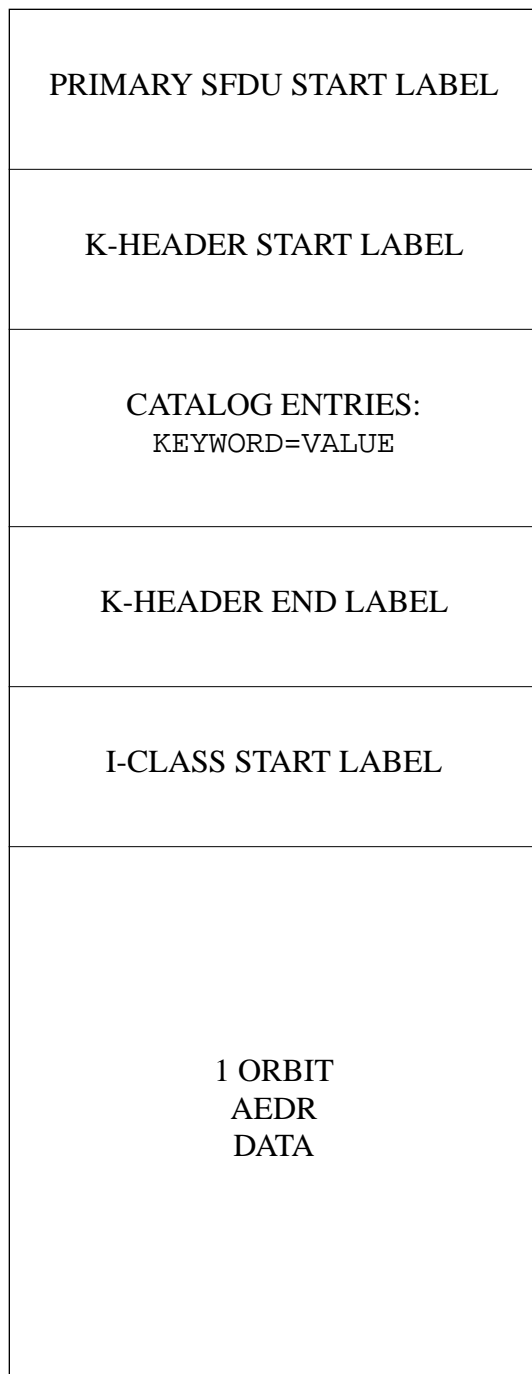 PRIMARY SFDU START LABEL
K-HEADER START LABEL
CATALOG ENTRIES:
KEYWORD=VALUE
K-HEADER END LABEL
I-CLASS START LABEL
1 ORBIT
AEDR
DATA